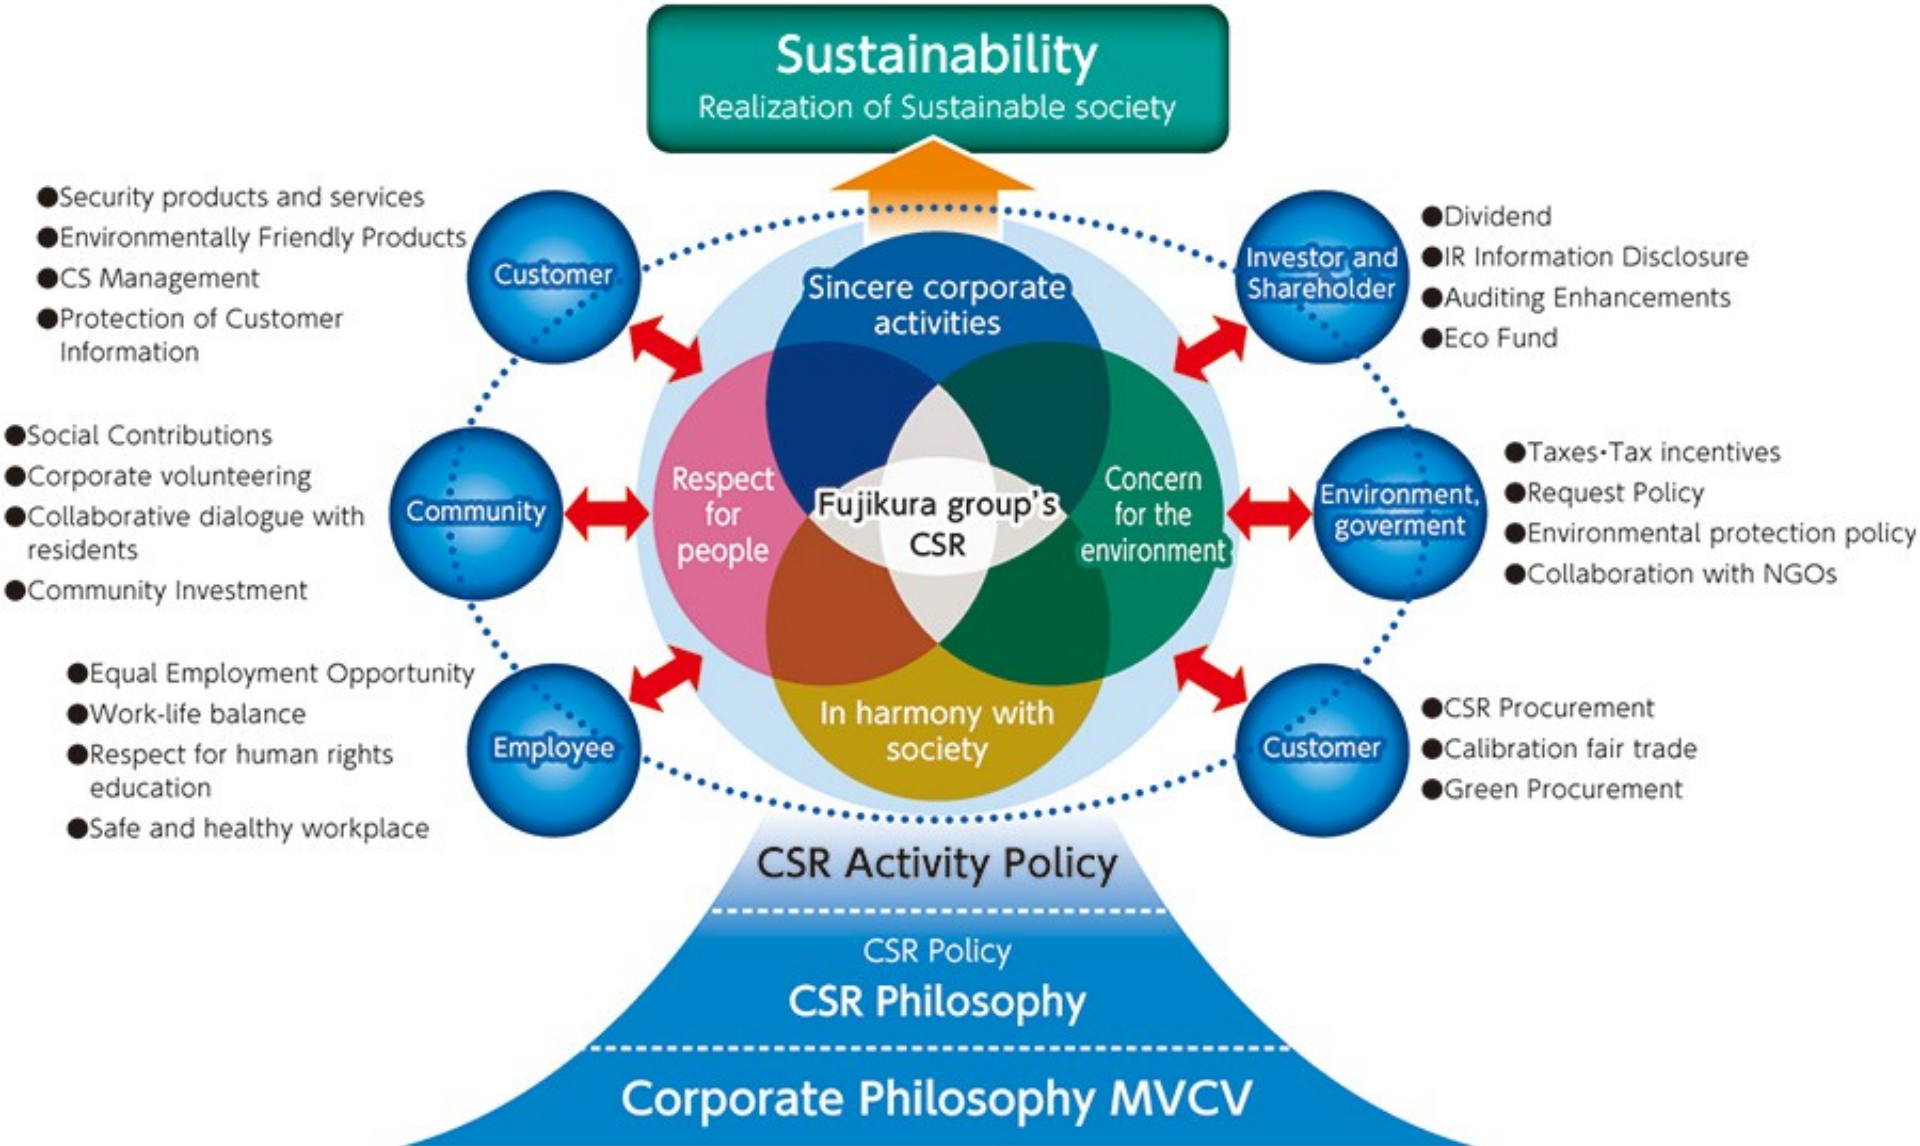 Sustainability
Realization of Sustainable society
●Security products and services
●Environmentally Friendly Products
●CS Management
●Protection of Customer
Information
Customer
Investor and
Shareholder
●Dividend
●IR Information Disclosure
●Auditing Enhancements
●Eco Fund
Sincere corporate
activities
●Social Contributions
●Corporate volunteering
●Collaborative dialogue with
residents
●Community Investment
Community
Respect
for
people
Fujikura group's
CSR
Concern
for the
environment
Environment,
goverment
●Taxes・Tax incentives
●Request Policy
●Environmental protection policy
●Collaboration with NGOs
●Equal Employment Opportunity
●Work-life balance
●Respect for human rights
education
●Safe and healthy workplace
Employee
In harmony with
society
Customer
●CSR Procurement
●Calibration fair trade
●Green Procurement
CSR Activity Policy
CSR Policy
CSR Philosophy
Corporate Philosophy MVCV